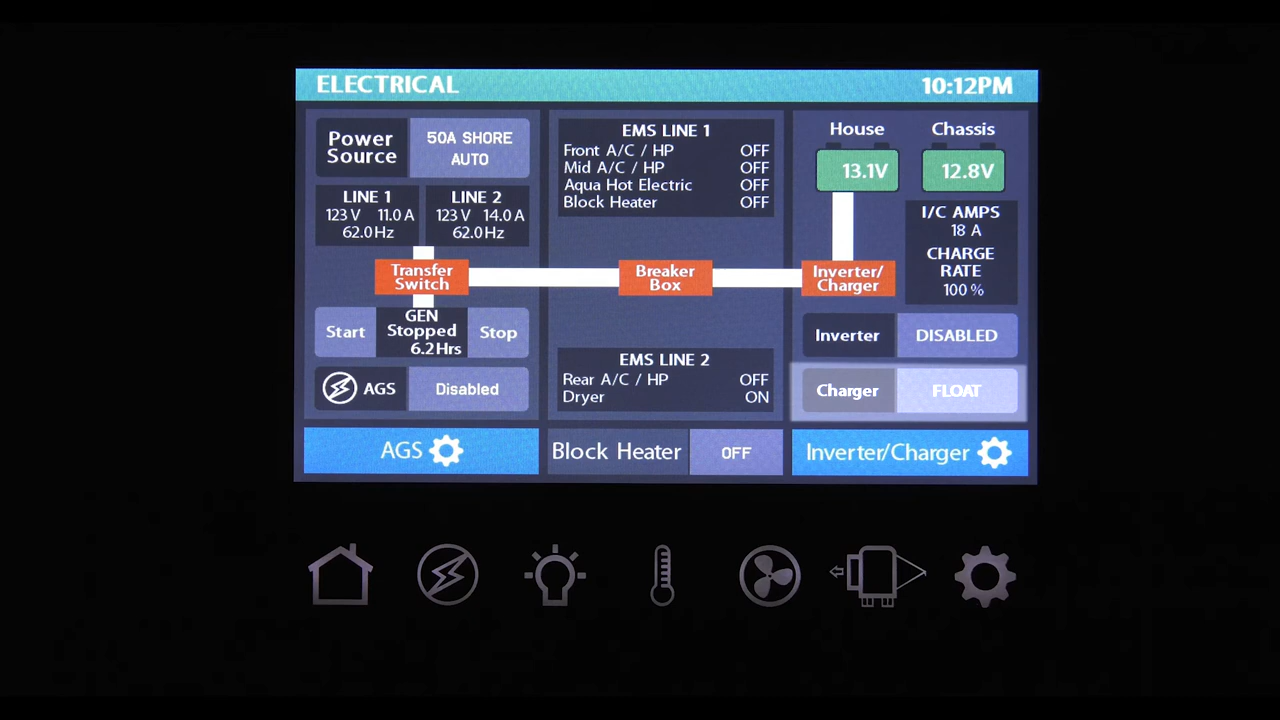 ELECTRICAL 10:12PM
Power
Source
50A SHORE
AUTO
LINE 1
123 V 11.0 A
62.0Hz
LINE 2
123 V 14.0 A
62.0Hz
Transfer
Switch
Start
GEN
Stopped
6.2Hrs
Stop
AGS
Disabled
AGS
EMS LINE 1
Front A/C / HP OFF
Mid A/C / HP OFF
Aqua Hot Electric OFF
Block Heater OFF
Breaker
Box
EMS LINE 2
Rear A/C / HP OFF
Dryer ON
Block Heater OFF
House
13.1V
Chassis
12.8V
I/C AMPS
18 A
CHARGE
RATE
100 %
Inverter/
Charger
Inverter DISABLED
Charger FLOAT
Inverter/Charger